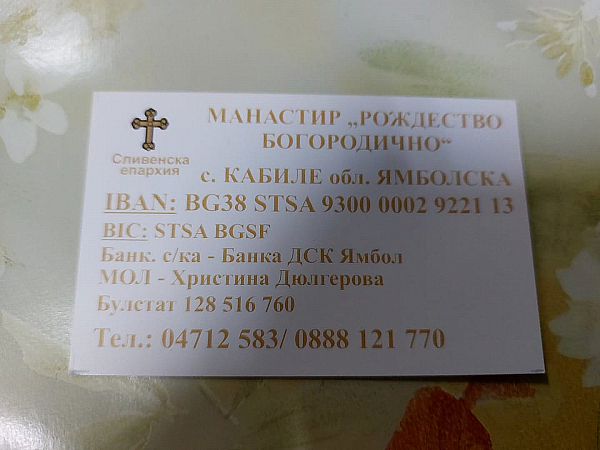 МАНАСТИР „РОЖДЕСТВО
БОГОРОДИЧНО“
Сливенска
епархия
с. КАБИЛЕ обл. ЯМБОЛСКА
IBAN: BG38 STSA 9300 0002 9221 13
BIC: STSA BGSF
Банк. с/ка - Банка ДСК Ямбол
МОЛ - Христина Дюлгерова
Булстат 128 516 760
Тел.: 04712 583/ 0888 121 770